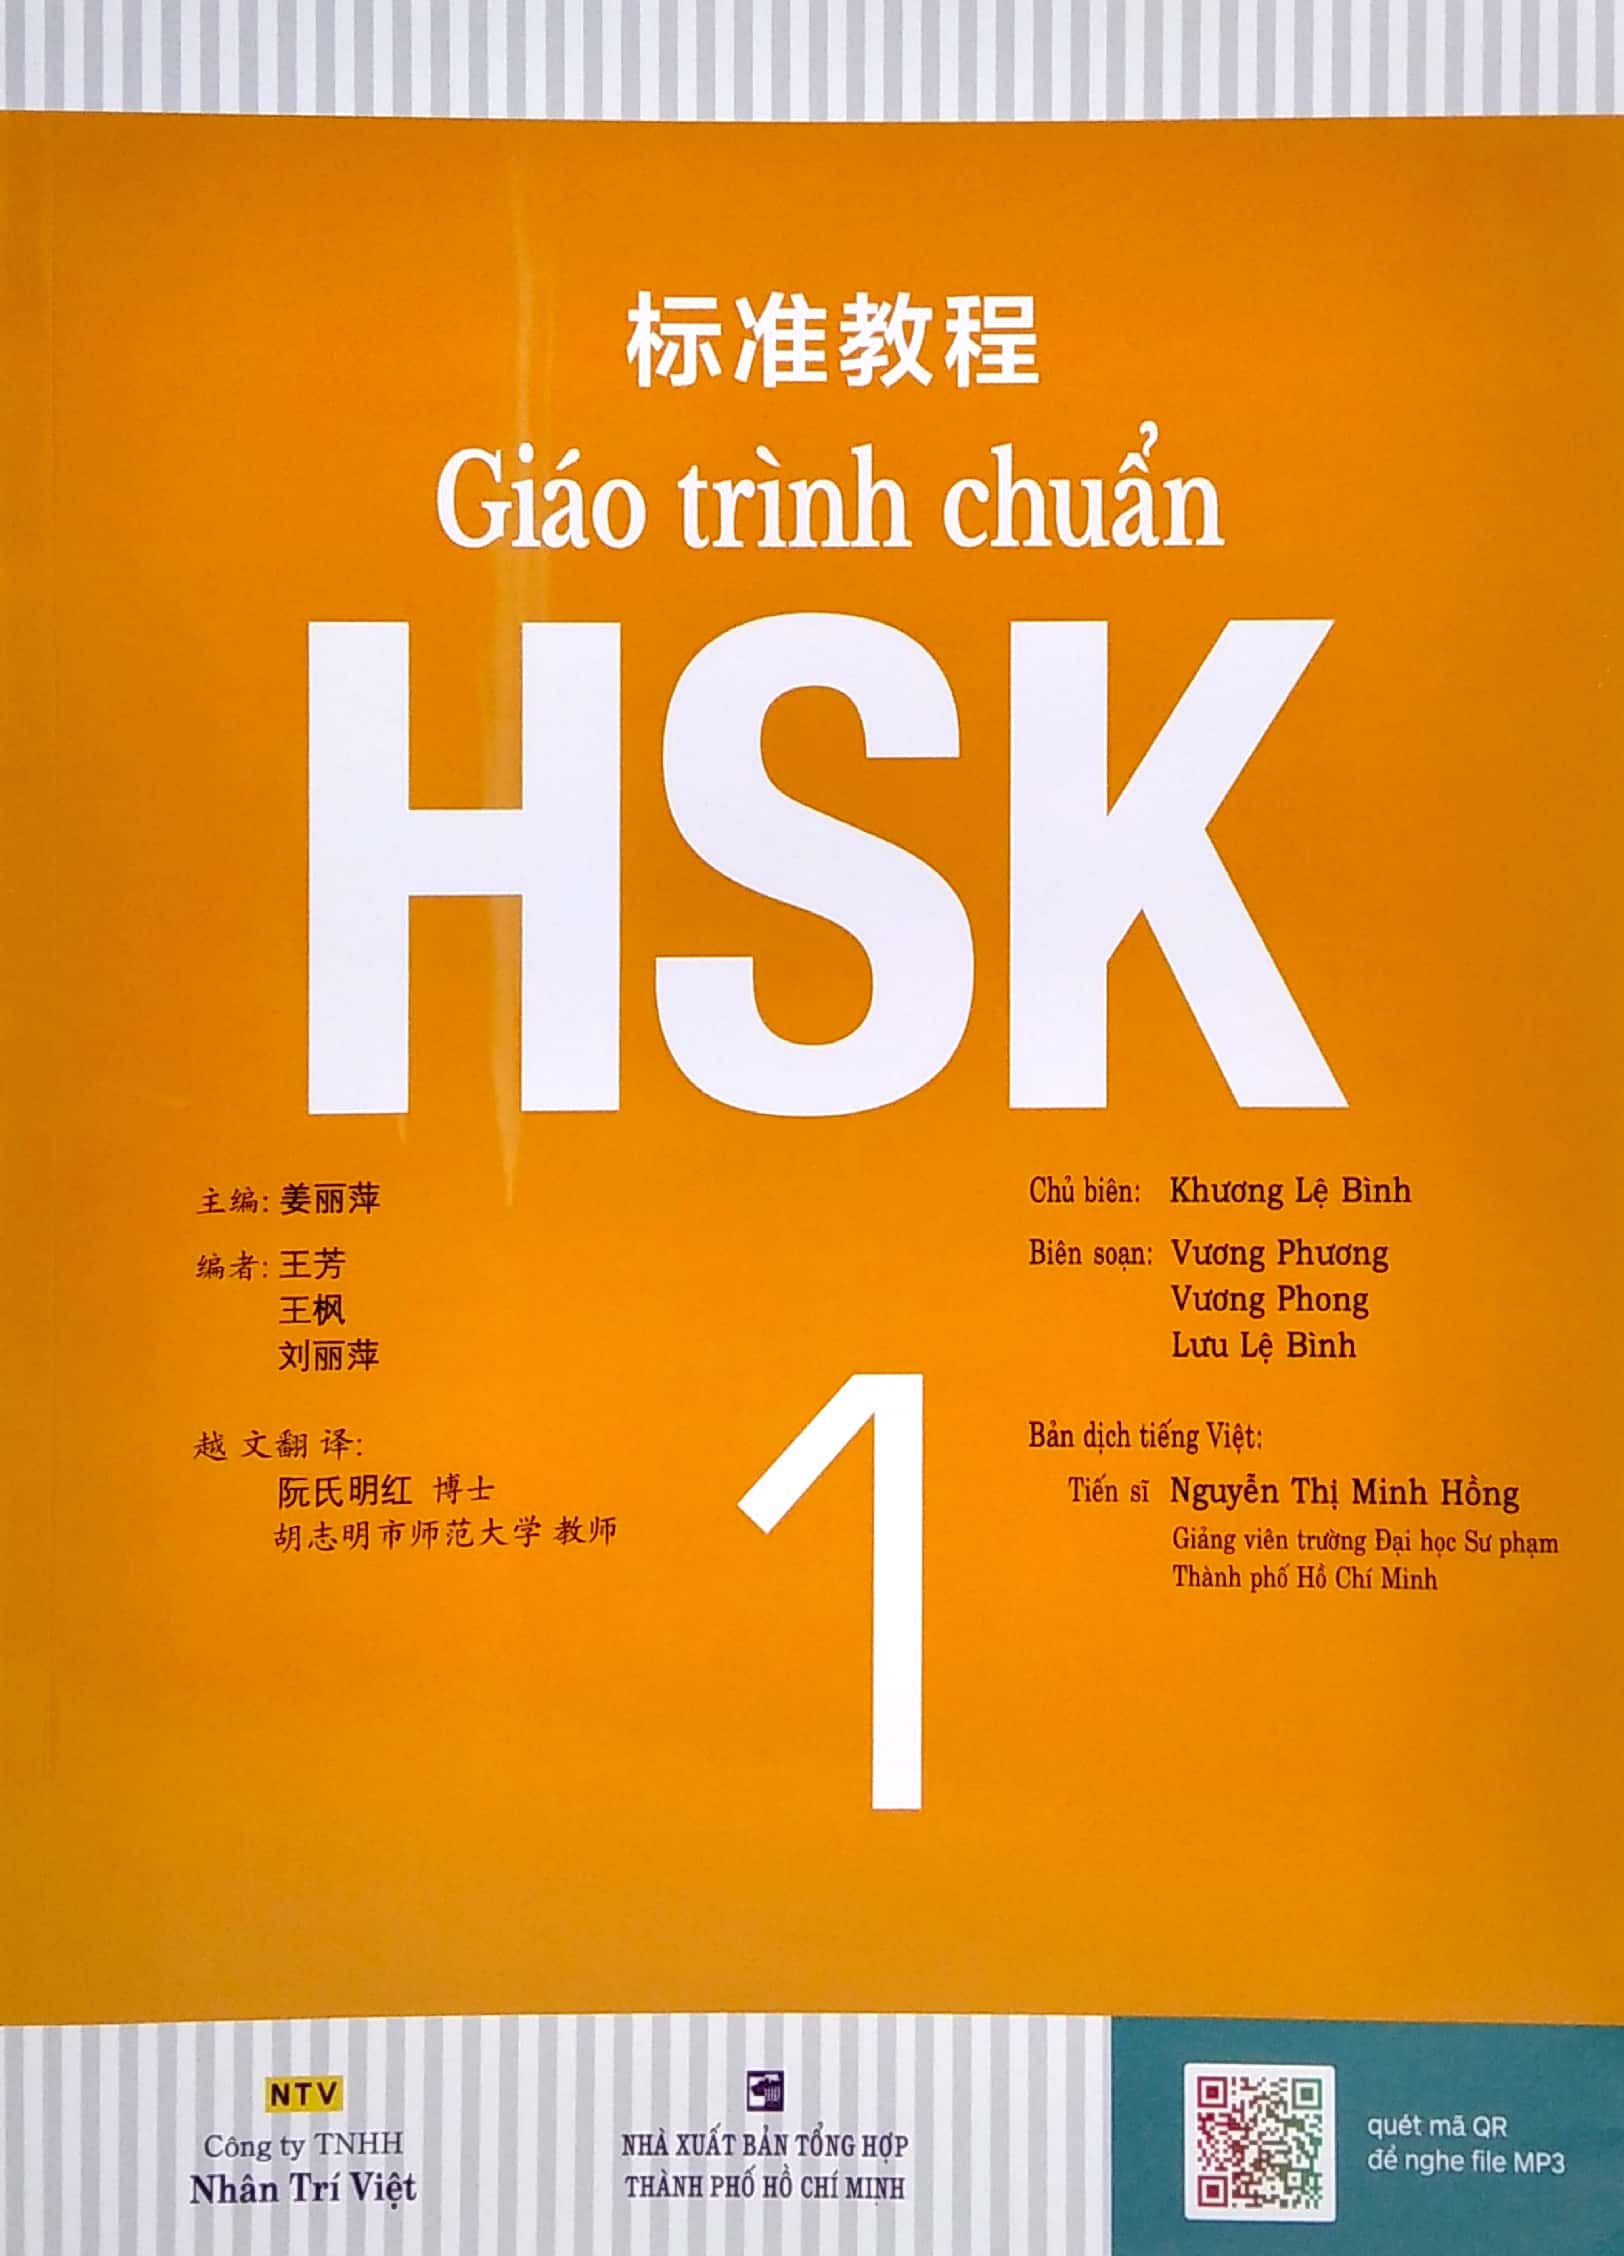 标准教程
Giáo trình chuẩn
HSK
主编: 姜丽萍
编者: 王芳
王枫
刘丽萍
越文翻译:
阮氏明红 博士
胡志明市师范大学 教师
Chủ biên: Khương Lệ Bình
Biên soạn: Vương Phương
Vương Phong
Lưu Lệ Bình
Bản dịch tiếng Việt:
Tiến sĩ Nguyễn Thị Minh Hồng
Giảng viên trường Đại học Sư phạm
Thành phố Hồ Chí Minh
1
NTV
Công ty TNHH
Nhân Trí Việt
NHÀ XUẤT BẢN TỔNG HỢP
THÀNH PHỐ HỒ CHÍ MINH
quét mã QR
để nghe file MP3